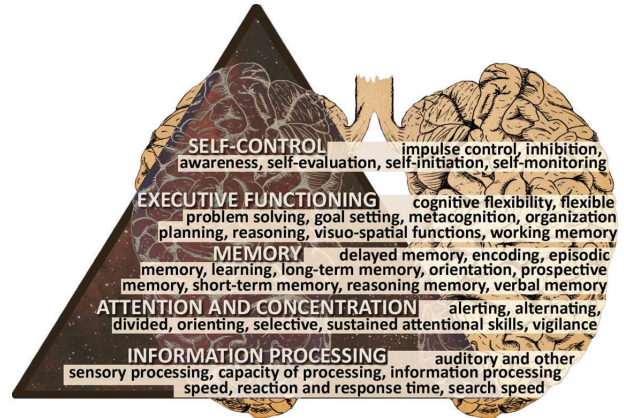 SELF-CONTROL impulse control, inhibition,
awareness, self-evaluation, self-initiation, self-monitoring
EXECUTIVE FUNCTIONING cognitive flexibility, flexible
problem solving, goal setting, metacognition, organization
planning, reasoning, visuo-spatial functions, working memory
MEMORY delayed memory, encoding, episodic
memory, learning, long-term memory, orientation, prospective
memory, short-term memory, reasoning memory, verbal memory
ATTENTION AND CONCENTRATION alerting, alternating,
divided, orienting, selective, sustained attentional skills, vigilance
INFORMATION PROCESSING auditory and other
sensory processing, capacity of processing, information processing
speed, reaction and response time, search speed